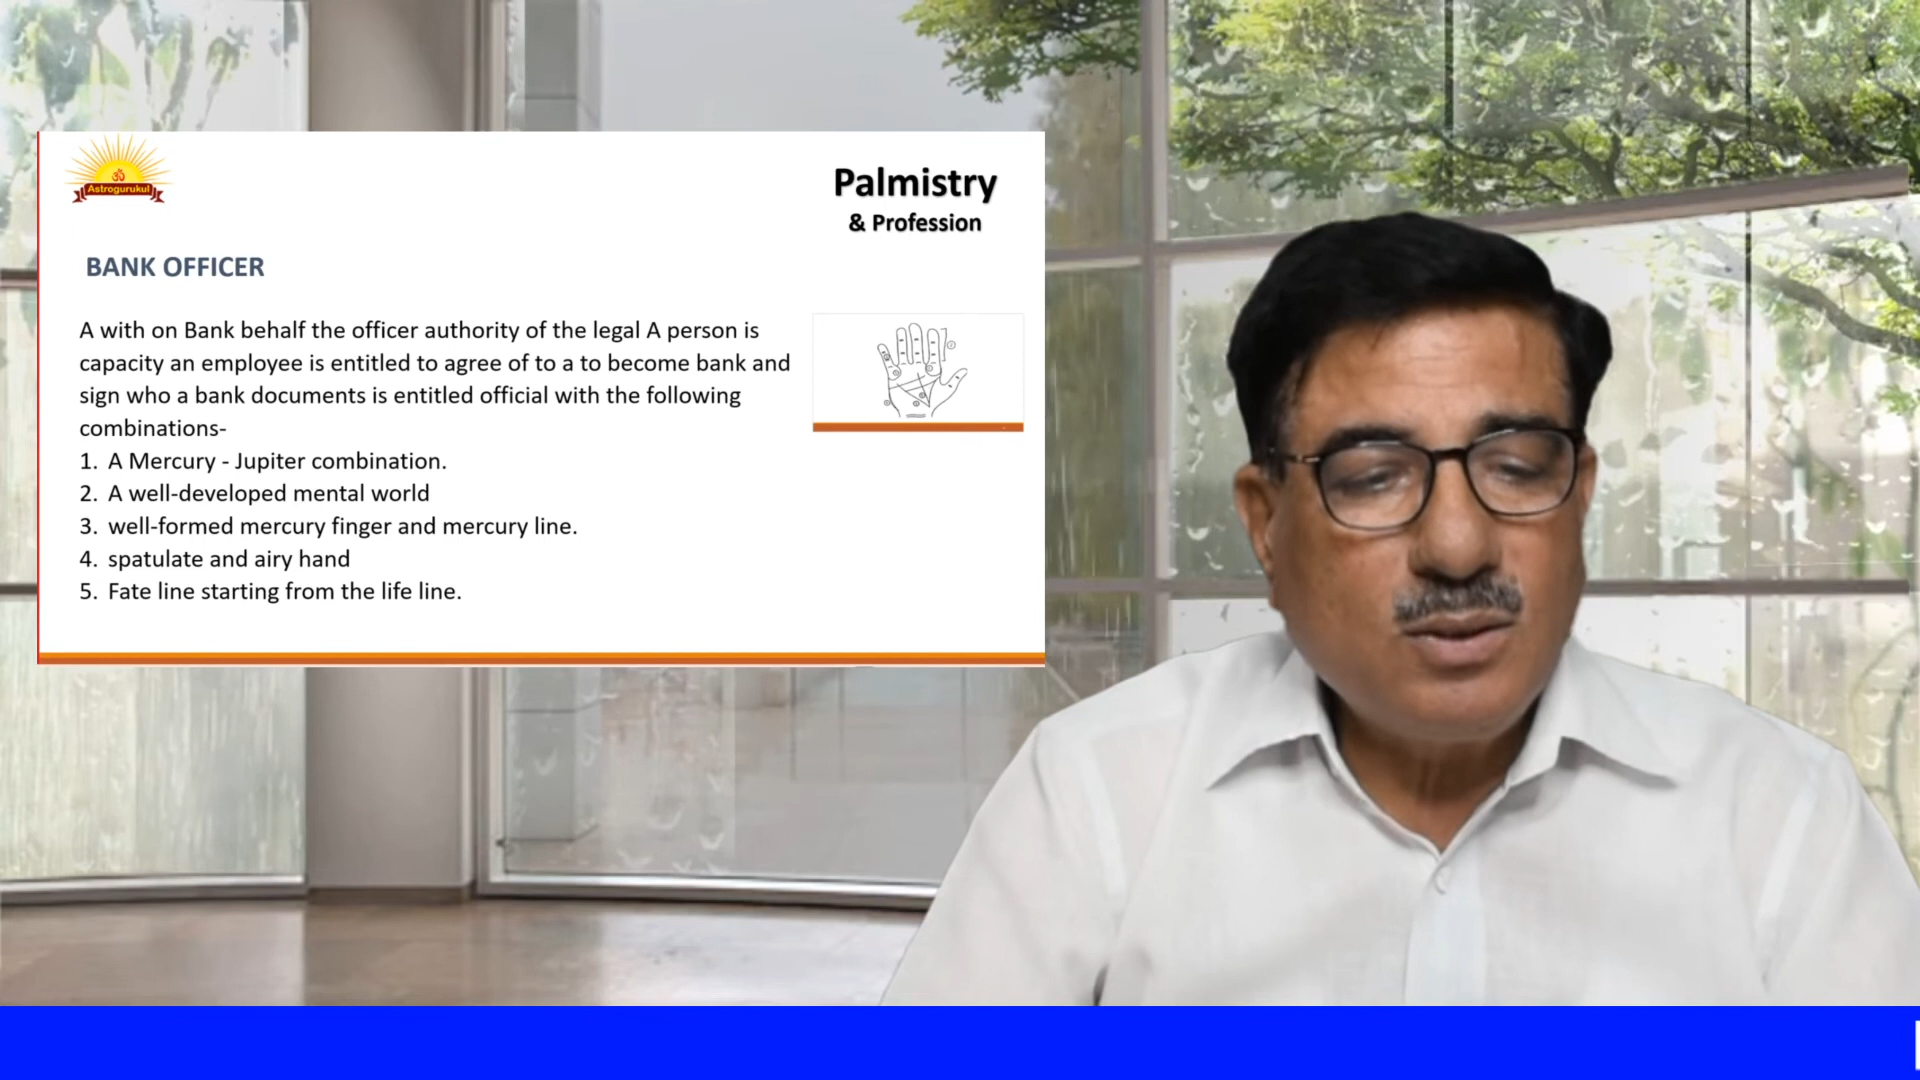 ॐ
Astrogurukul
Palmistry
& Profession
BANK OFFICER
A with on Bank behalf the officer authority of the legal A person is
capacity an employee is entitled to agree of to a to become bank and
sign who a bank documents is entitled official with the following
combinations-
1. A Mercury - Jupiter combination.
2. A well-developed mental world
3. well-formed mercury finger and mercury line.
4. spatulate and airy hand
5. Fate line starting from the life line.